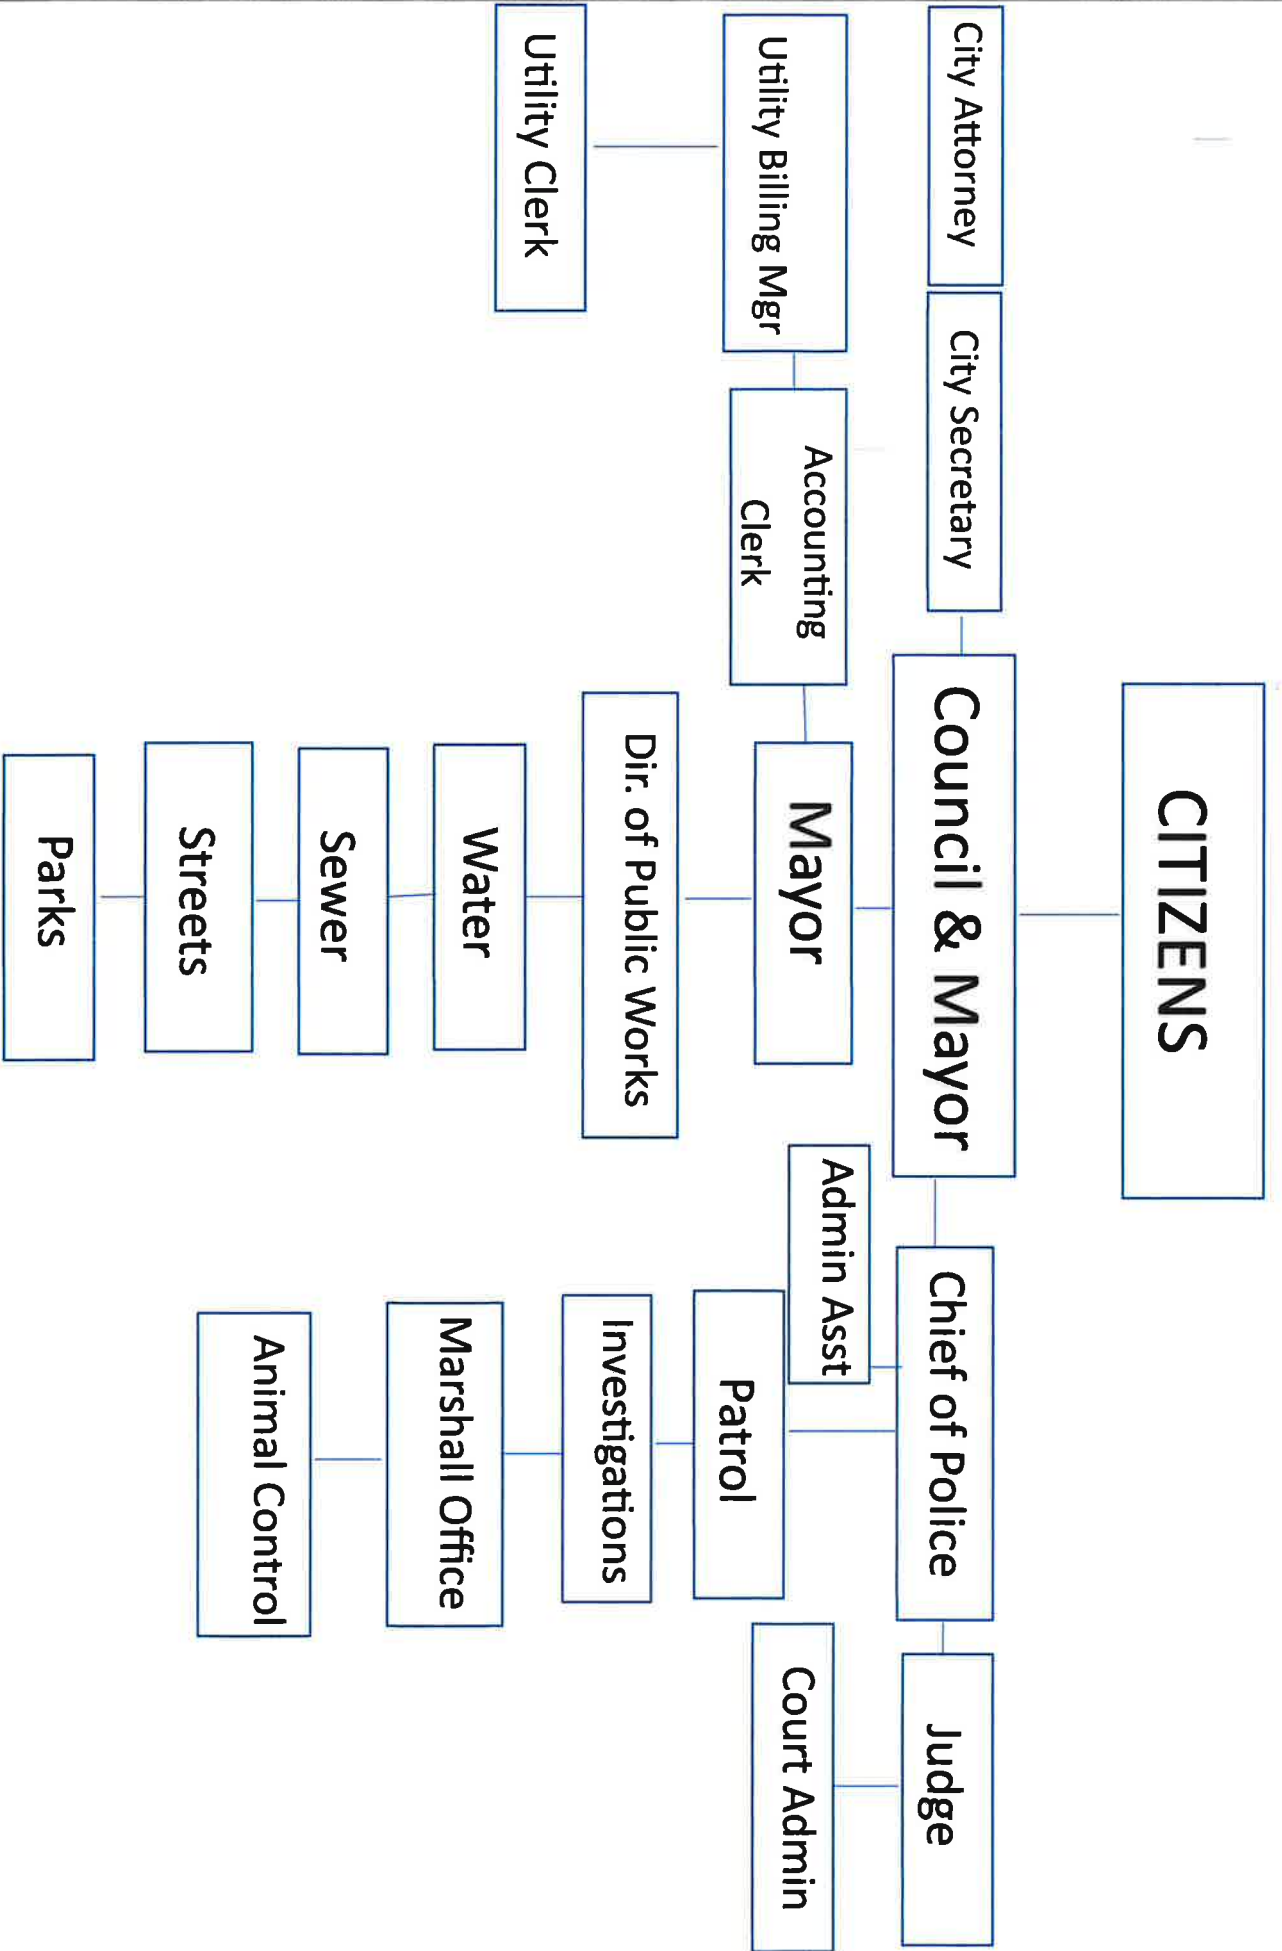 CITIZENS
City Attorney
City Secretary
Council & Mayor
Chief of Police
Judge
Utility Billing Mgr
Accounting
Clerk
Mayor
Admin Asst
Court Admin
Utility Clerk
Dir. of Public Works
Patrol
Water
Investigations
Sewer
Marshall Office
Streets
Animal Control
Parks